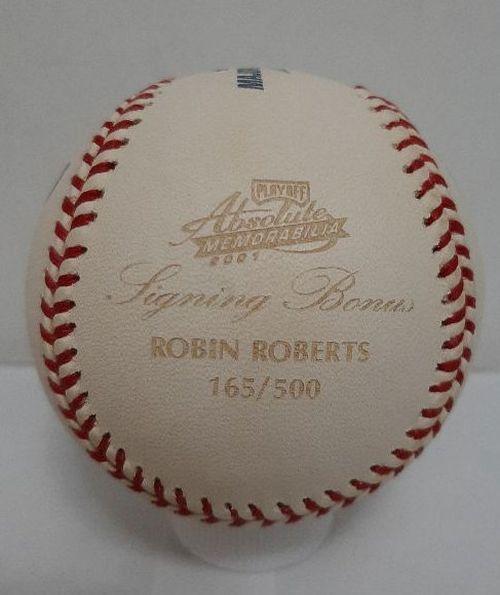 PLAYOFF
Absolute
MEMORABILIA
2001
Signing Bonus
ROBIN ROBERTS
165/500